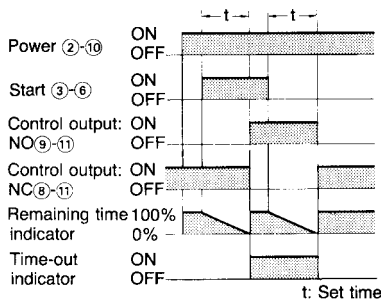 t t
Power ②-⑩ ON
OFF
Start ③-⑥ ON
OFF
Control output: ON
NO⑨-⑪ OFF
Control output: ON
NC⑧-⑪ OFF
Remaining time 100%
indicator 0%
Time-out ON
indicator OFF
t: Set time